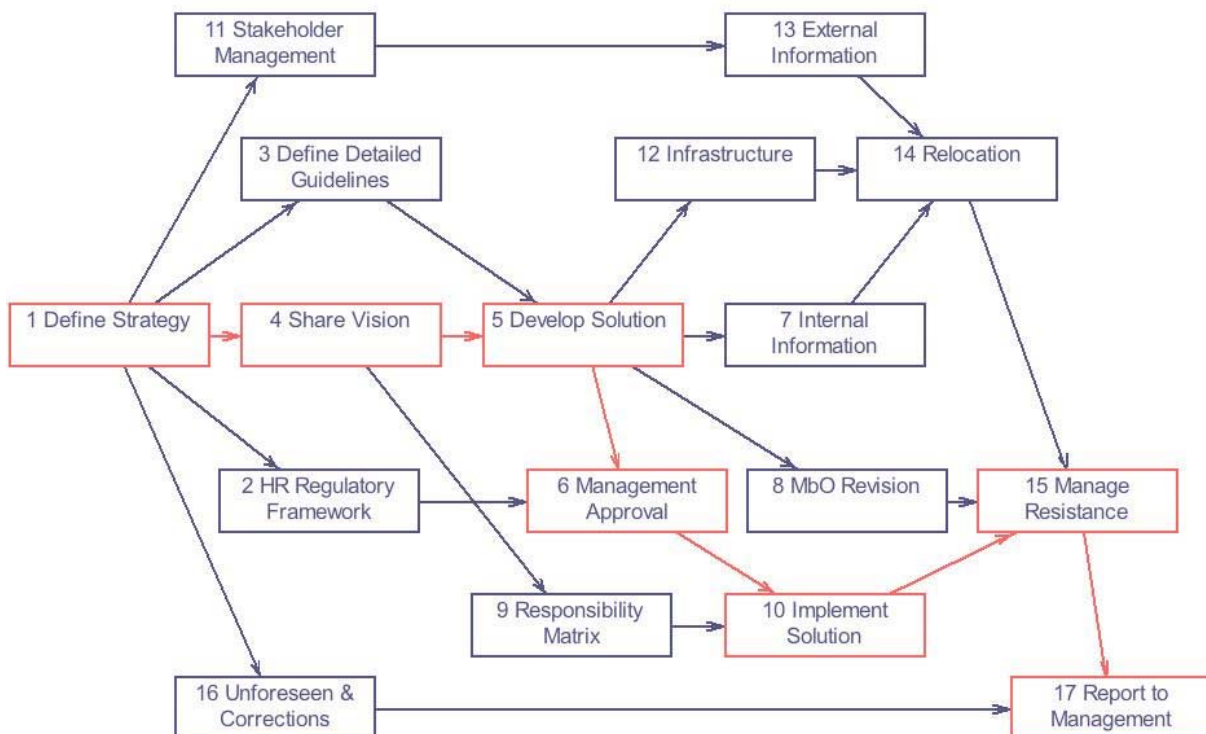 11 Stakeholder
Management
13 External
Information
3 Define Detailed
Guidelines
12 Infrastructure
14 Relocation
1 Define Strategy
4 Share Vision
5 Develop Solution
7 Internal
Information
2 HR Regulatory
Framework
6 Management
Approval
8 MbO Revision
15 Manage
Resistance
9 Responsibility
Matrix
10 Implement
Solution
16 Unforeseen &
Corrections
17 Report to
Management